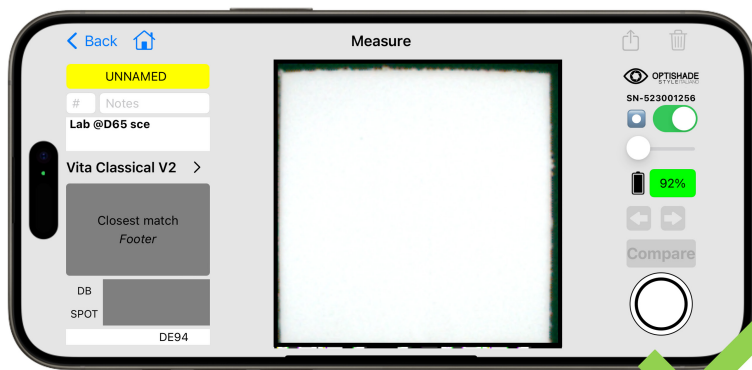 Back
Measure
UNNAMED
#
Notes
Lab @D65 sce
Vita Classical V2
Closest match
Footer
DB
SPOT
DE94
OPTISHADE
STYLEITALIANO
SN-523001256
92%
Compare